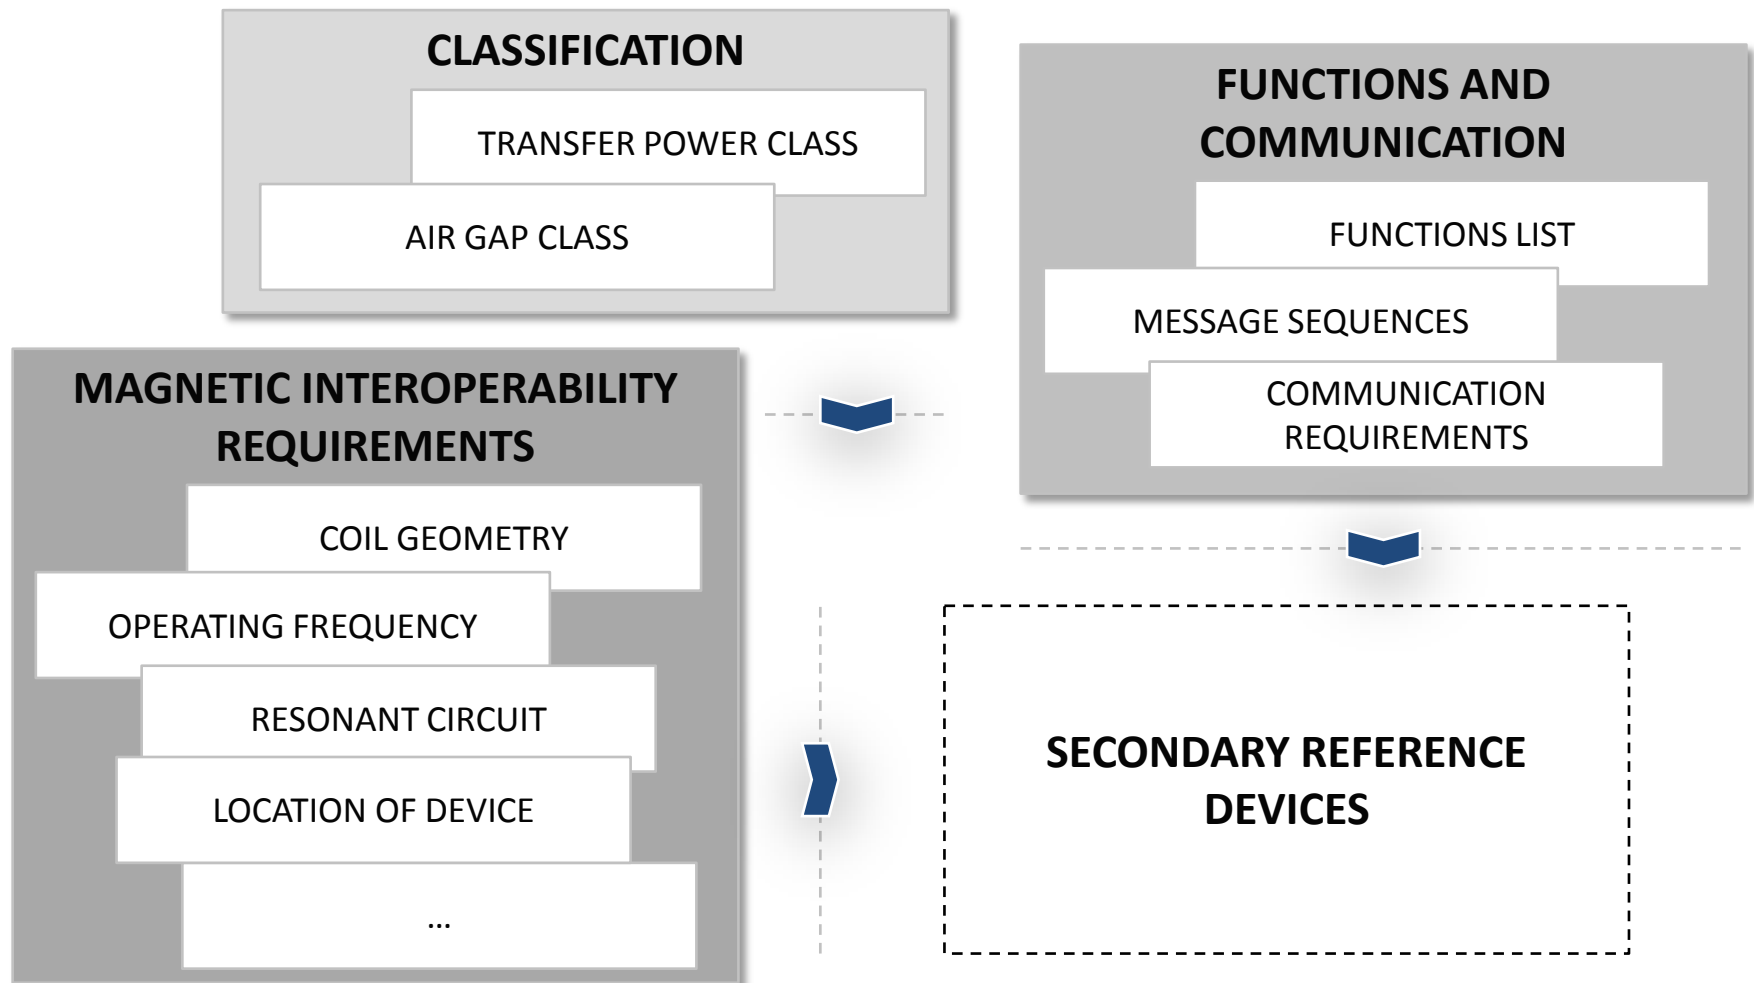 CLASSIFICATION
TRANSFER POWER CLASS
AIR GAP CLASS
FUNCTIONS AND
COMMUNICATION
FUNCTIONS LIST
MESSAGE SEQUENCES
COMMUNICATION
REQUIREMENTS
MAGNETIC INTEROPERABILITY
REQUIREMENTS
COIL GEOMETRY
OPERATING FREQUENCY
RESONANT CIRCUIT
LOCATION OF DEVICE
...
SECONDARY REFERENCE
DEVICES